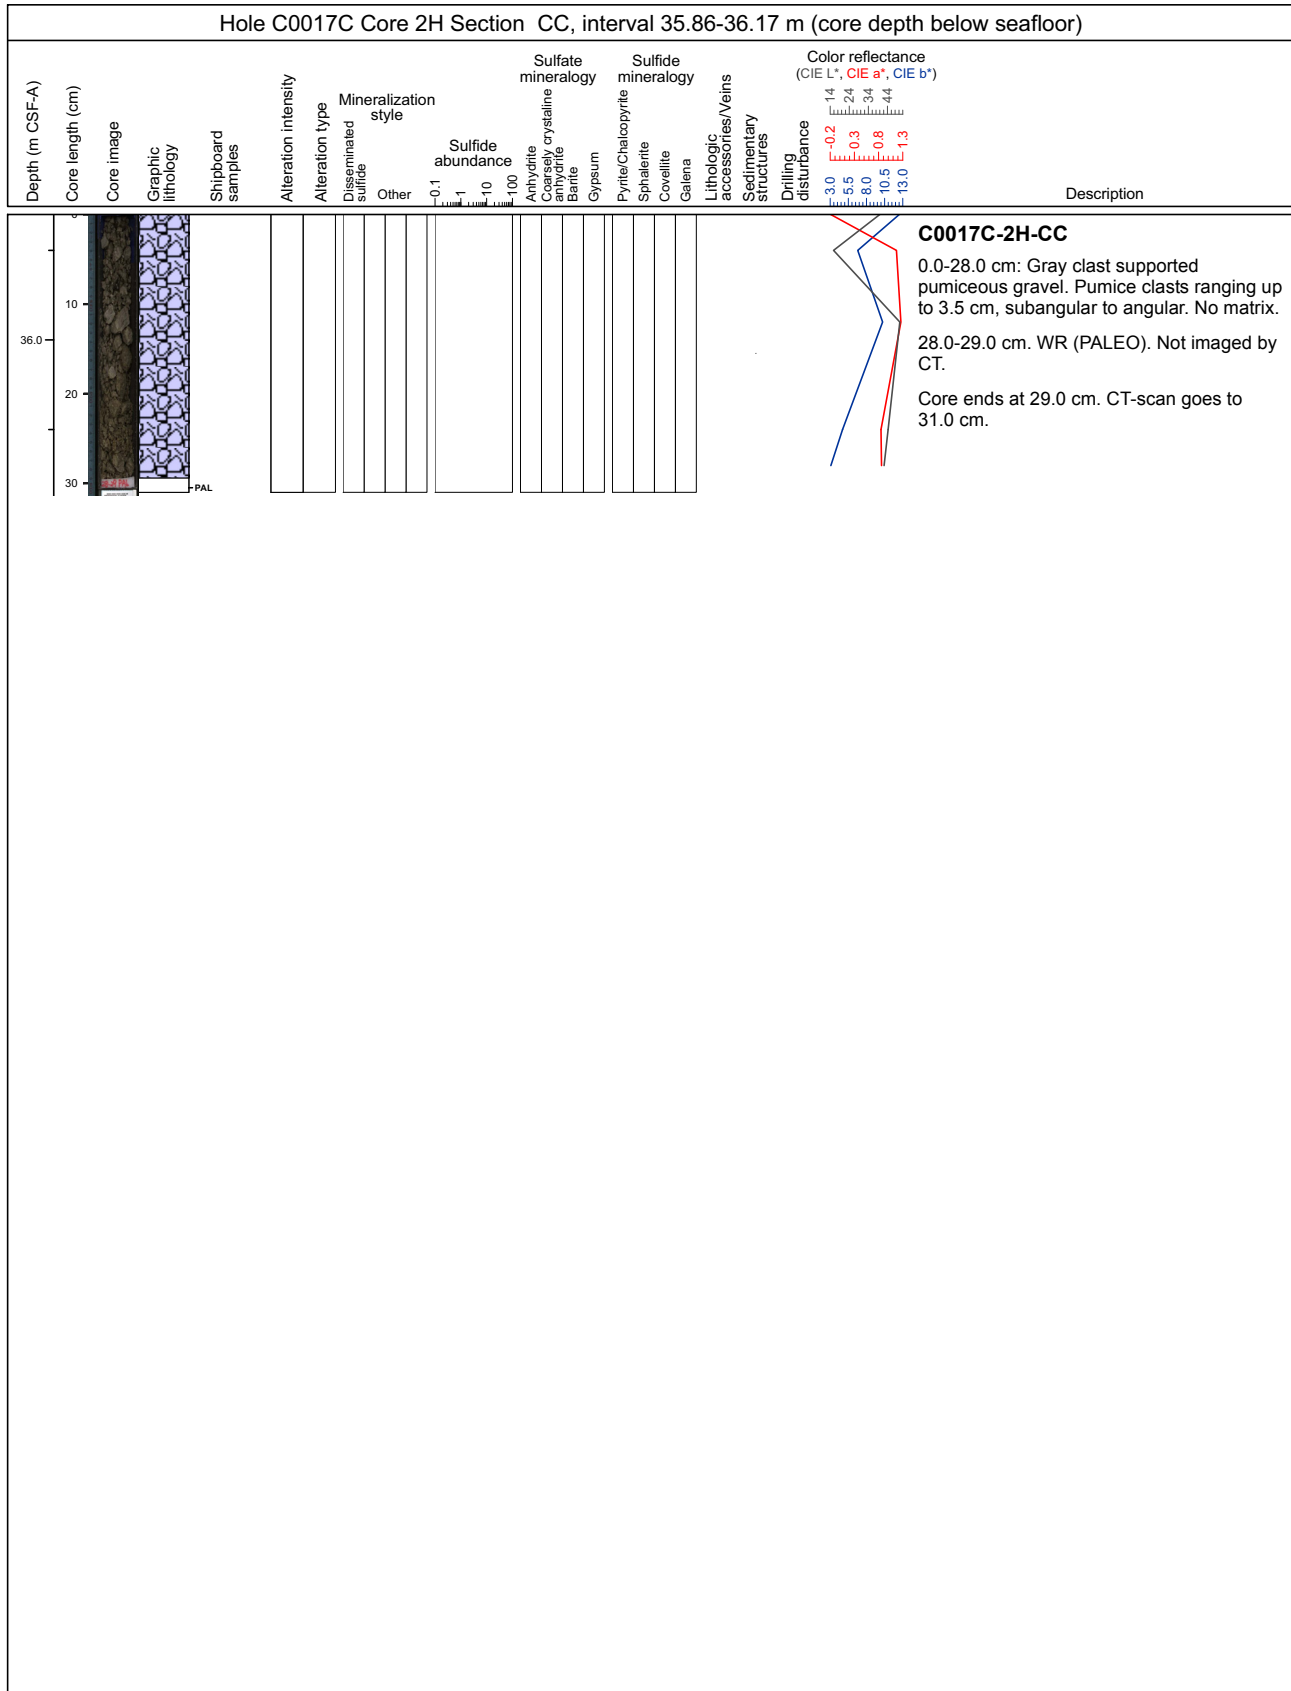 Hole C0017C Core 2H Section CC, interval 35.86-36.17 m (core depth below seafloor)
Depth (m CSF-A)
Core length (cm)
Core image
Graphic
lithology
Shipboard
samples
Alteration intensity
Alteration type
Mineralization
style
Disseminated
sulfide
Other
Sulfide
abundance
0.1
1
10
100
Sulfate
mineralogy
Anhydrite
Coarsely crystaline
anhydrite
Barite
Gypsum
Sulfide
mineralogy
Pyrite/Chalcopyrite
Sphalerite
Covellite
Galena
Lithologic
accessories/Veins
Sedimentary
structures
Drilling
disturbance
Color reflectance
(CIE L*, CIE a*, CIE b*)
14
24
34
44
-0.2
0.3
0.8
1.3
3.0
5.5
8.0
10.5
13.0
Description
0
10
20
30
36.0
PAL
C0017C-2H-CC
0.0-28.0 cm: Gray clast supported
pumiceous gravel. Pumice clasts ranging up
to 3.5 cm, subangular to angular. No matrix.
28.0-29.0 cm. WR (PALEO). Not imaged by
CT.
Core ends at 29.0 cm. CT-scan goes to
31.0 cm.